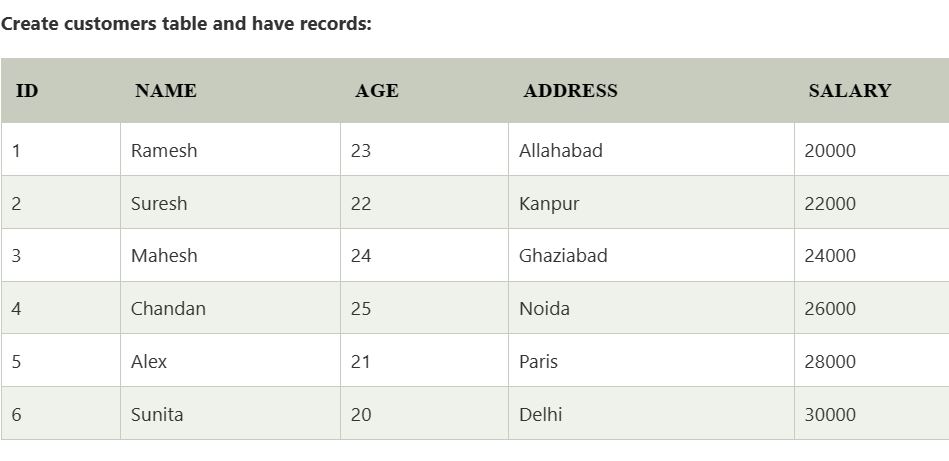 Create customers table and have records:
ID NAME AGE ADDRESS SALARY
1 Ramesh 23 Allahabad 20000
2 Suresh 22 Kanpur 22000
3 Mahesh 24 Ghaziabad 24000
4 Chandan 25 Noida 26000
5 Alex 21 Paris 28000
6 Sunita 20 Delhi 30000